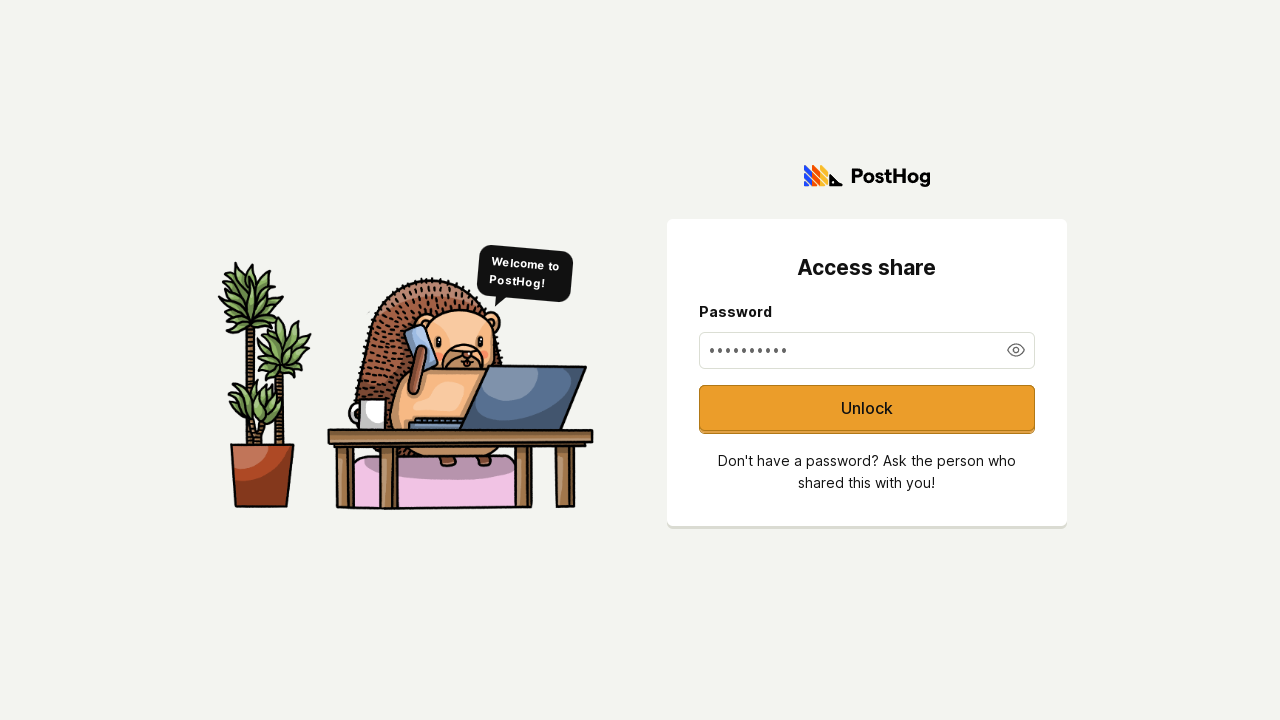 PostHog
Welcome to
PostHog!
Access share
Password
••••••••••
Unlock
Don't have a password? Ask the person who
shared this with you!